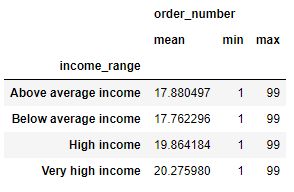 order_number
mean min max
income_range
Above average income 17.880497 1 99
Below average income 17.762296 1 99
High income 19.864184 1 99
Very high income 20.275980 1 99